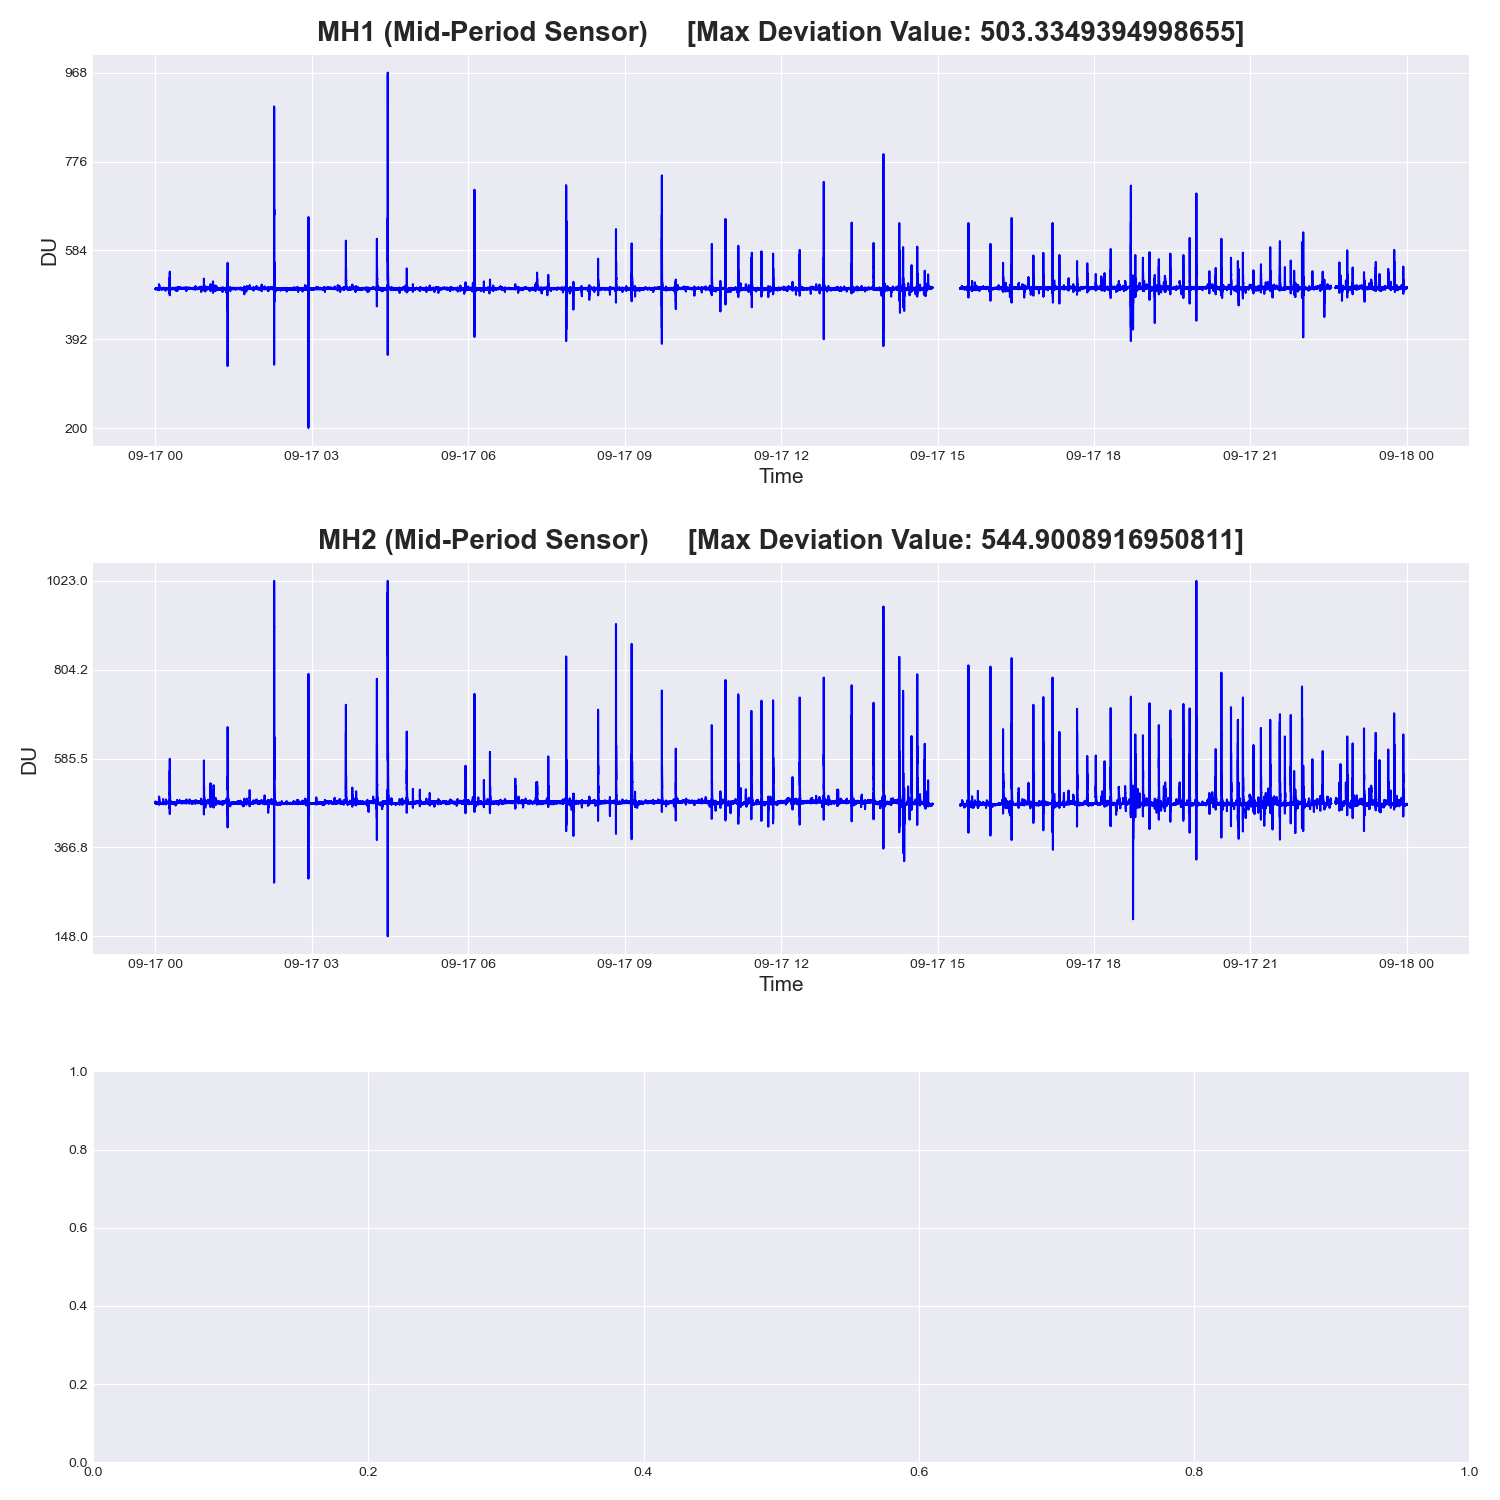 MH1 (Mid-Period Sensor) [Max Deviation Value: 503.3349394998655]
968
776
584
392
200
DU
09-17 00 09-17 03 09-17 06 09-17 09 09-17 12 09-17 15 09-17 18 09-17 21 09-18 00
Time
MH2 (Mid-Period Sensor) [Max Deviation Value: 544.9008916950811]
1023.0
804.2
585.5
366.8
148.0
DU
09-17 00 09-17 03 09-17 06 09-17 09 09-17 12 09-17 15 09-17 18 09-17 21 09-18 00
Time
1.0
0.8
0.6
0.4
0.2
0.0
0.0 0.2 0.4 0.6 0.8 1.0